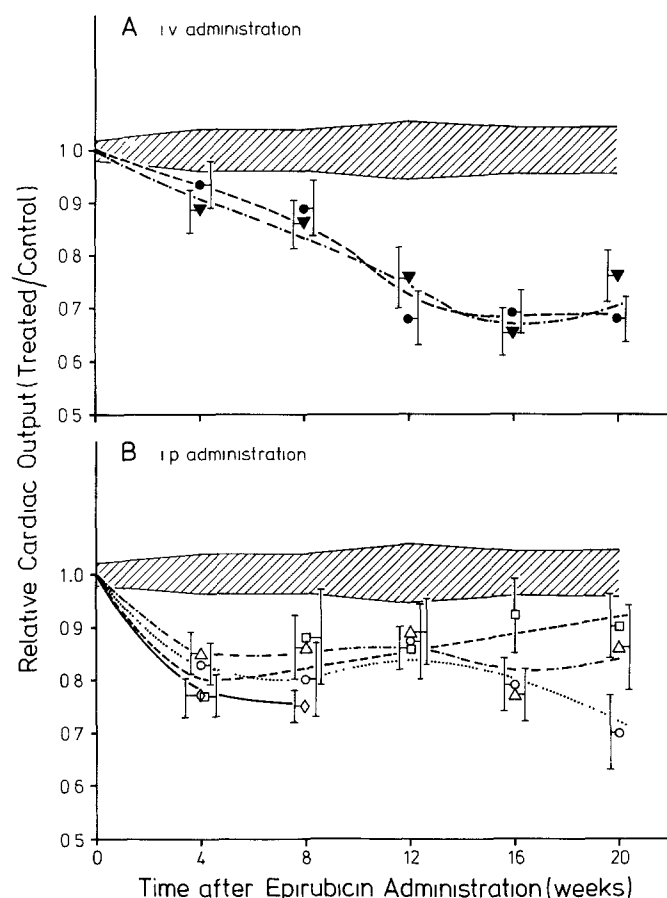 A iv administration
1.0
0.9
0.8
0.7
0.6
0.5
B ip administration
1.0
0.9
0.8
0.7
0.6
0.5
0 4 8 12 16 20
Relative Cardiac Output (Treated/Control)
Time after Epirubicin Administration (weeks)